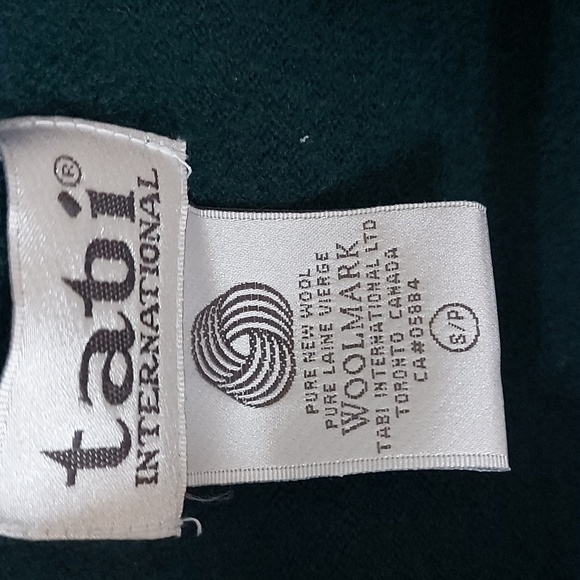 tabi®
INTERNATIONAL
PURE NEW WOOL
PURE LAINE VIERGE
WOOLMARK
TABI INTERNATIONAL LTD
TORONTO CANADA
CA#05884
S/P